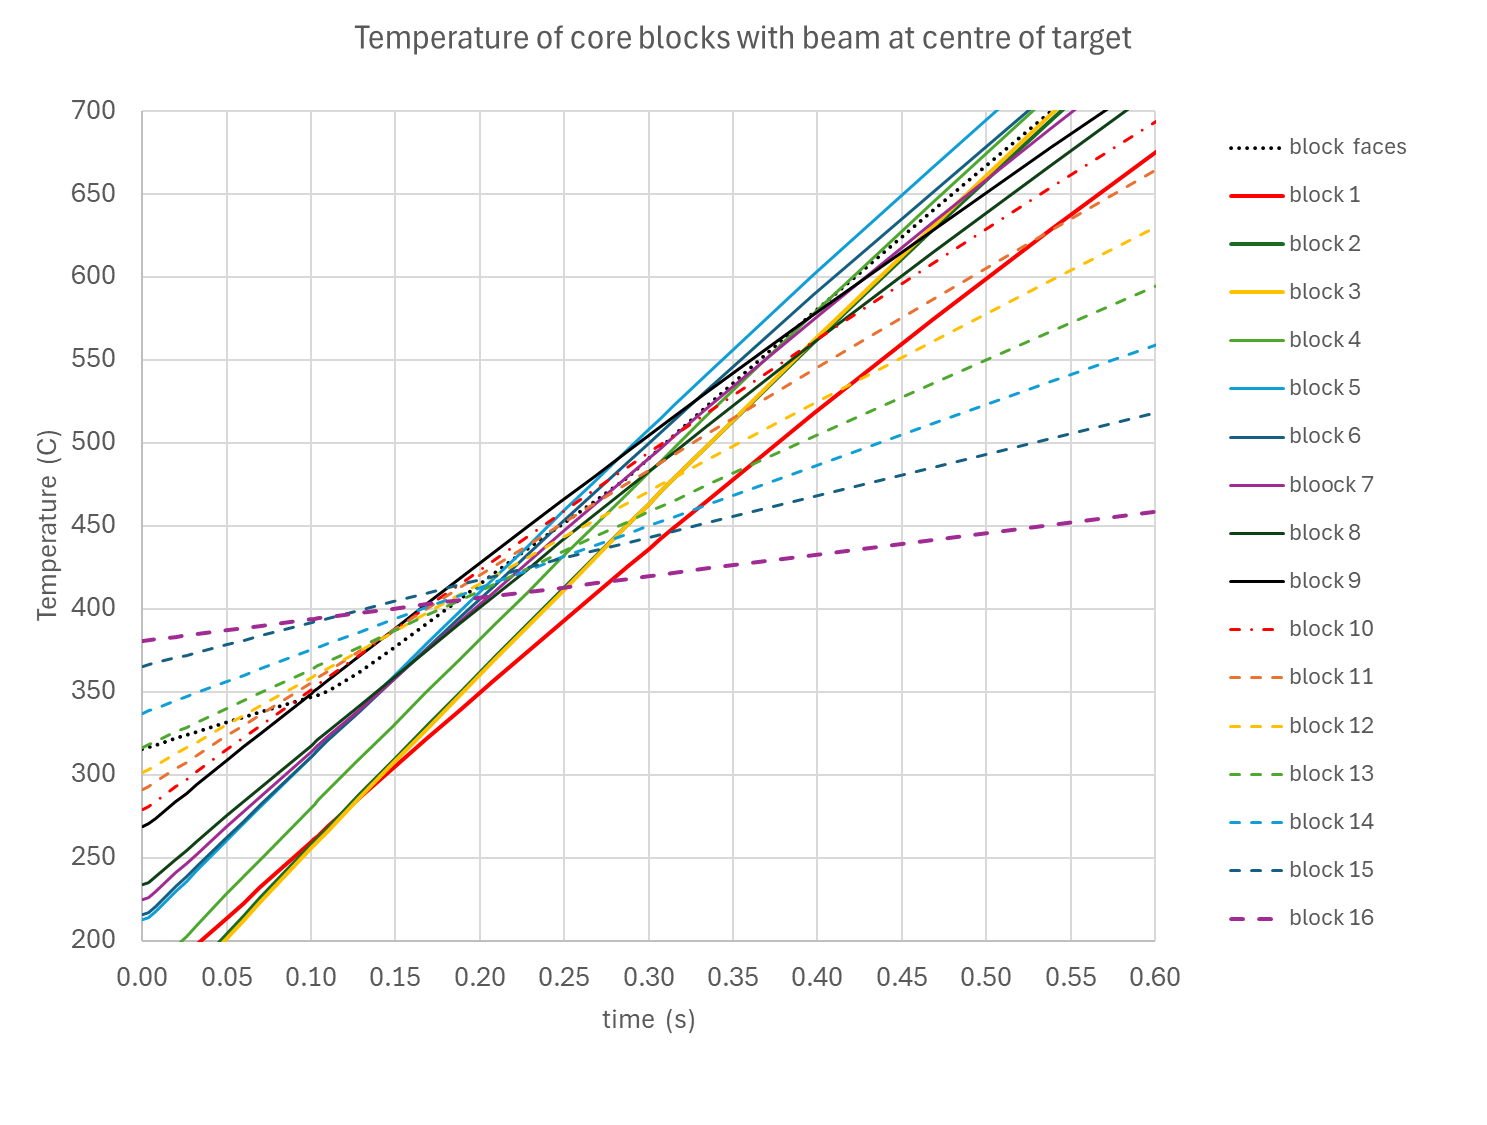 Temperature of core blocks with beam at centre of target
700
650
600
550
500
450
400
350
300
250
200
Temperature (C)
0.00 0.05 0.10 0.15 0.20 0.25 0.30 0.35 0.40 0.45 0.50 0.55 0.60
time (s)
block faces
block 1
block 2
block 3
block 4
block 5
block 6
bloock 7
block 8
block 9
block 10
block 11
block 12
block 13
block 14
block 15
block 16